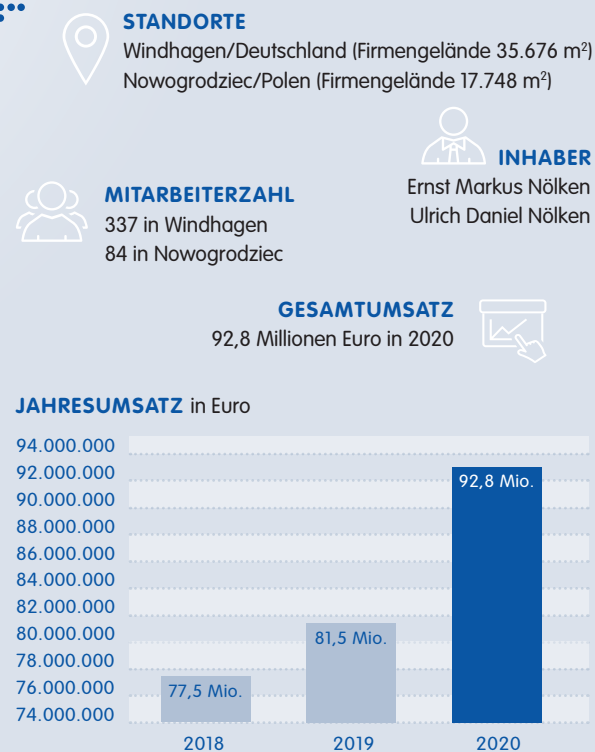 STANDORTE
Windhagen/Deutschland (Firmengelände 35.676 m²)
Nowogrodziec/Polen (Firmengelände 17.748 m²)
INHABER
Ernst Markus Nölken
Ulrich Daniel Nölken
MITARBEITERZAHL
337 in Windhagen
84 in Nowogrodziec
GESAMTUMSATZ
92,8 Millionen Euro in 2020
JAHRESUMSATZ in Euro
94.000.000
92.000.000
90.000.000
88.000.000
86.000.000
84.000.000
82.000.000
80.000.000
78.000.000
76.000.000
74.000.000
77,5 Mio.
81,5 Mio.
92,8 Mio.
2018
2019
2020